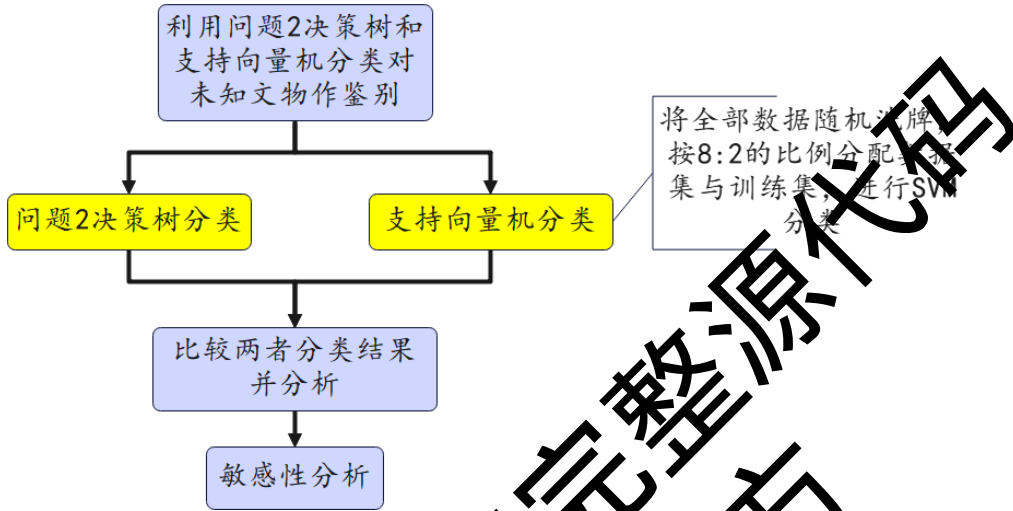 利用问题2决策树和
支持向量机分类对
未知文物作鉴别
问题2决策树分类
支持向量机分类
将全部数据随机洗牌,
按8:2的比例分配数据
集与训练集，进行SVM
分类
比较两者分类结果
并分析
敏感性分析
完整源代码
方